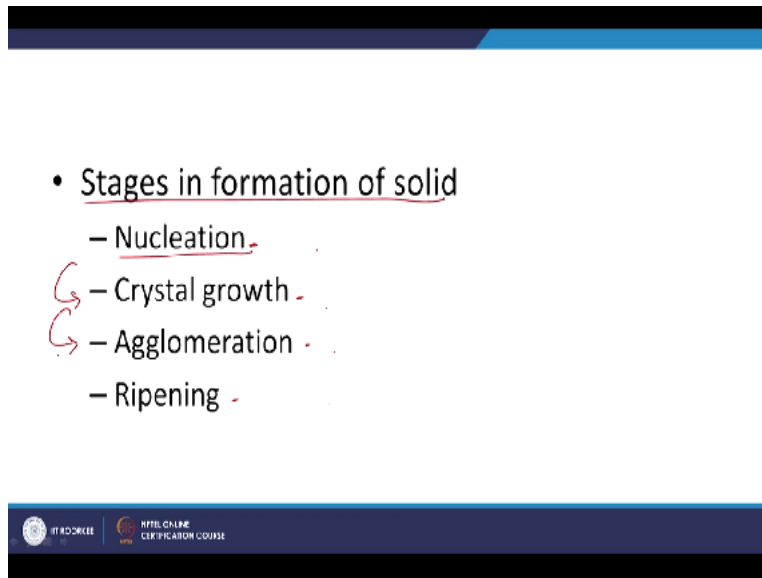 • Stages in formation of solid
– Nucleation
– Crystal growth
– Agglomeration
– Ripening
IIT ROORKEE
NPTEL ONLINE
CERTIFICATION COURSE